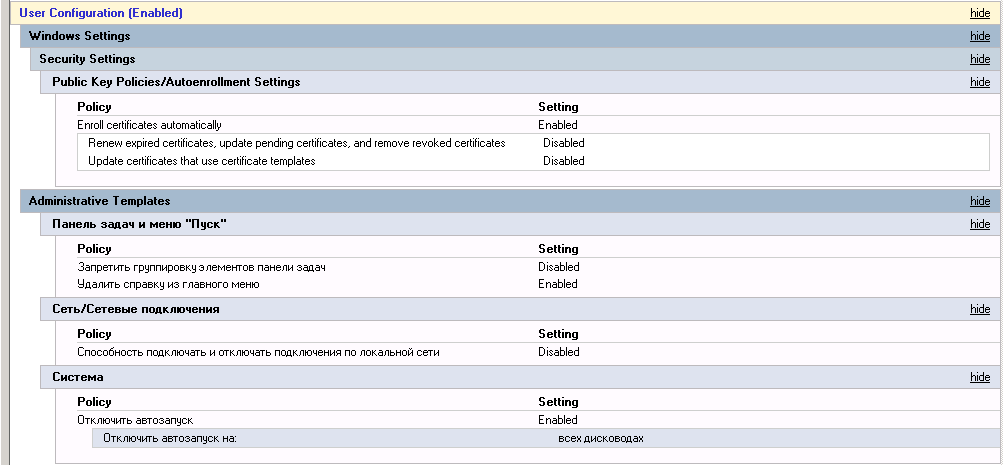 User Configuration (Enabled) hide
Windows Settings hide
Security Settings hide
Public Key Policies/Autoenrollment Settings hide
Policy Setting
Enroll certificates automatically Enabled
Renew expired certificates, update pending certificates, and remove revoked certificates Disabled
Update certificates that use certificate templates Disabled
Administrative Templates hide
Панель задач и меню "Пуск" hide
Policy Setting
Запретить группировку элементов панели задач Disabled
Удалить справку из главного меню Enabled
Сеть/Сетевые подключения hide
Policy Setting
Способность подключать и отключать подключения по локальной сети Disabled
Система hide
Policy Setting
Отключить автозапуск Enabled
Отключить автозапуск на: всех дисководах